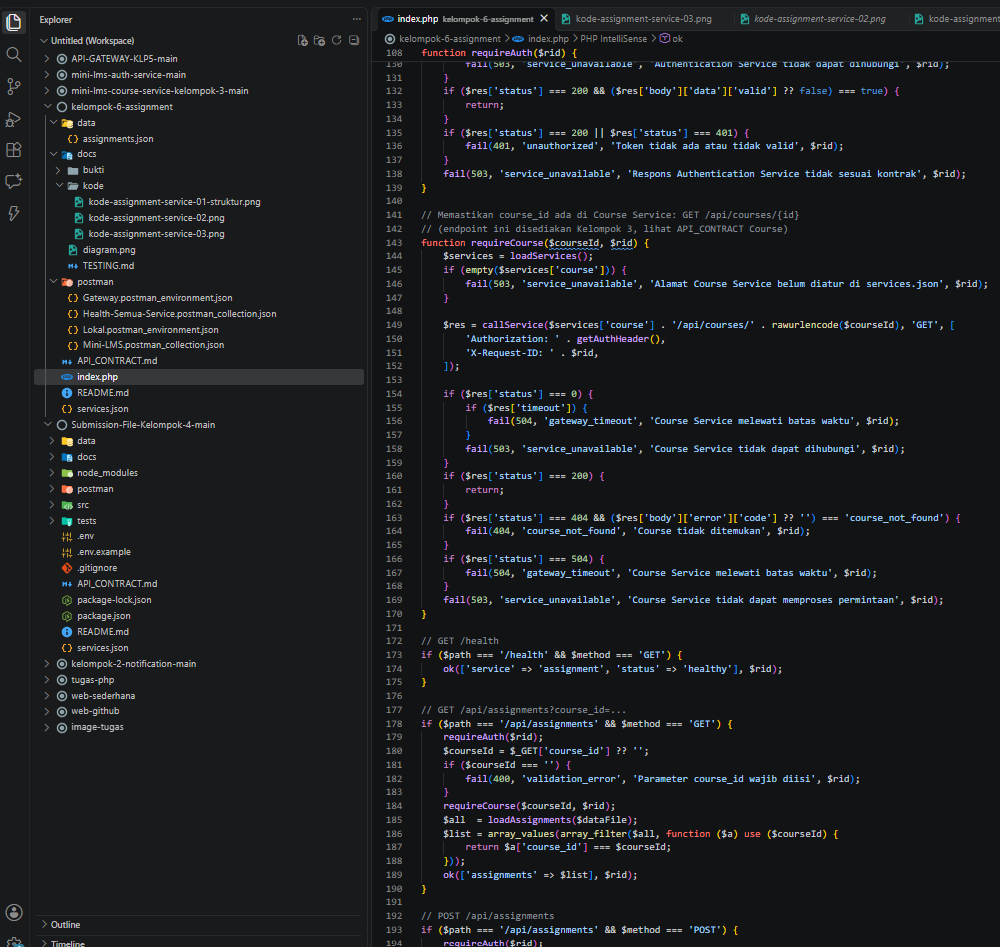 Explorer
Untitled (Workspace)
API-GATEWAY-KLP5-main
mini-lms-auth-service-main
mini-lms-course-service-kelompok-3-main
kelompok-6-assignment
data
assignments.json
docs
bukti
kode
kode-assignment-service-01-struktur.png
kode-assignment-service-02.png
kode-assignment-service-03.png
diagram.png
TESTING.md
postman
Gateway.postman_environment.json
Health-Semua-Service.postman_collection.json
Lokal.postman_environment.json
Mini-LMS.postman_collection.json
API_CONTRACT.md
index.php
README.md
services.json
Submission-File-Kelompok-4-main
data
docs
node_modules
postman
src
tests
.env
.env.example
.gitignore
API_CONTRACT.md
package-lock.json
package.json
README.md
services.json
kelompok-2-notification-main
tugas-php
web-sederhana
web-github
image-tugas
Outline
Timeline
index.php kelompok-6-assignment
kode-assignment-service-03.png
kode-assignment-service-02.png
kode-assignment
kelompok-6-assignment > index.php > PHP IntelliSense > ok
108 function requireAuth($rid) {
130 fail(503, 'service_unavailable', 'Authentication Service tidak dapat dihubungi', $rid);
131 }
132 if ($res['status'] === 200 && ($res['body']['data']['valid'] ?? false) === true) {
133 return;
134 }
135 if ($res['status'] === 200 || $res['status'] === 401) {
136 fail(401, 'unauthorized', 'Token tidak ada atau tidak valid', $rid);
137 }
138 fail(503, 'service_unavailable', 'Respons Authentication Service tidak sesuai kontrak', $rid);
139 }
140
141 // Memastikan course_id ada di Course Service: GET /api/courses/{id}
142 // (endpoint ini disediakan Kelompok 3, lihat API_CONTRACT Course)
143 function requireCourse($courseId, $rid) {
144 $services = loadServices();
145 if (empty($services['course'])) {
146 fail(503, 'service_unavailable', 'Alamat Course Service belum diatur di services.json', $rid);
147 }
148
149 $res = callService($services['course'] . '/api/courses/' . rawurlencode($courseId), 'GET', [
150 'Authorization: ' . getAuthHeader(),
151 'X-Request-ID: ' . $rid,
152 ]);
153
154 if ($res['status'] === 0) {
155 if ($res['timeout']) {
156 fail(504, 'gateway_timeout', 'Course Service melewati batas waktu', $rid);
157 }
158 fail(503, 'service_unavailable', 'Course Service tidak dapat dihubungi', $rid);
159 }
160 if ($res['status'] === 200) {
161 return;
162 }
163 if ($res['status'] === 404 && ($res['body']['error']['code'] ?? '') === 'course_not_found') {
164 fail(404, 'course_not_found', 'Course tidak ditemukan', $rid);
165 }
166 if ($res['status'] === 504) {
167 fail(504, 'gateway_timeout', 'Course Service melewati batas waktu', $rid);
168 }
169 fail(503, 'service_unavailable', 'Course Service tidak dapat memproses permintaan', $rid);
170 }
171
172 // GET /health
173 if ($path === '/health' && $method === 'GET') {
174 ok(['service' => 'assignment', 'status' => 'healthy'], $rid);
175 }
176
177 // GET /api/assignments?course_id=...
178 if ($path === '/api/assignments' && $method === 'GET') {
179 requireAuth($rid);
180 $courseId = $_GET['course_id'] ?? '';
181 if ($courseId === '') {
182 fail(400, 'validation_error', 'Parameter course_id wajib diisi', $rid);
183 }
184 requireCourse($courseId, $rid);
185 $all = loadAssignments($dataFile);
186 $list = array_values(array_filter($all, function ($a) use ($courseId) {
187 return $a['course_id'] === $courseId;
188 }));
189 ok(['assignments' => $list], $rid);
190 }
191
192 // POST /api/assignments
193 if ($path === '/api/assignments' && $method === 'POST') {
194 requireAuth($rid);